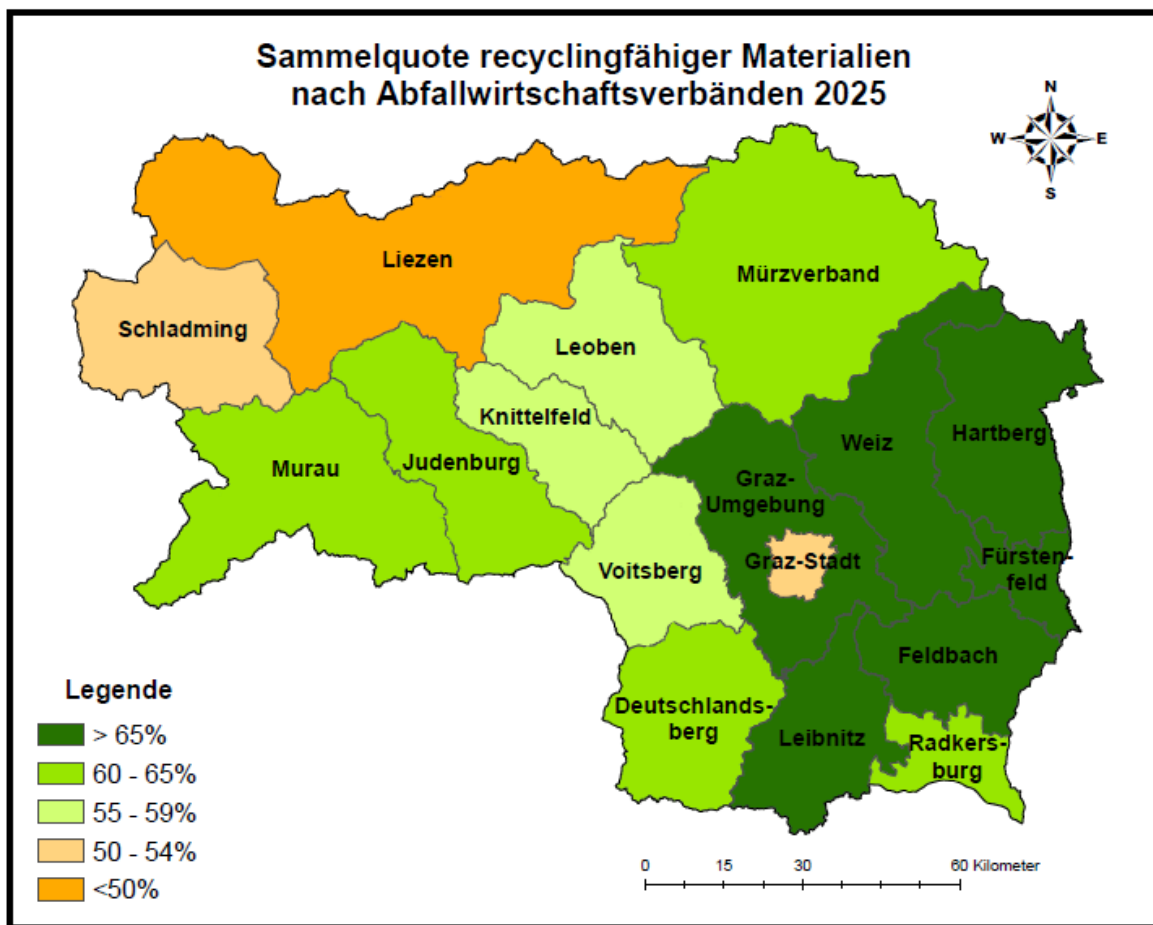 Sammelquote recyclingfähiger Materialien
nach Abfallwirtschaftsverbänden 2025
N
W
E
S
Liezen
Mürzverband
Schladming
Leoben
Knittelfeld
Weiz
Hartberg
Murau
Judenburg
Graz-
Umgebung
Graz-Stadt
Fürsten-
feld
Voitsberg
Feldbach
Deutschlands-
berg
Leibnitz
Radkers-
burg
Legende
> 65%
60 - 65%
55 - 59%
50 - 54%
<50%
0 15 30 60 Kilometer